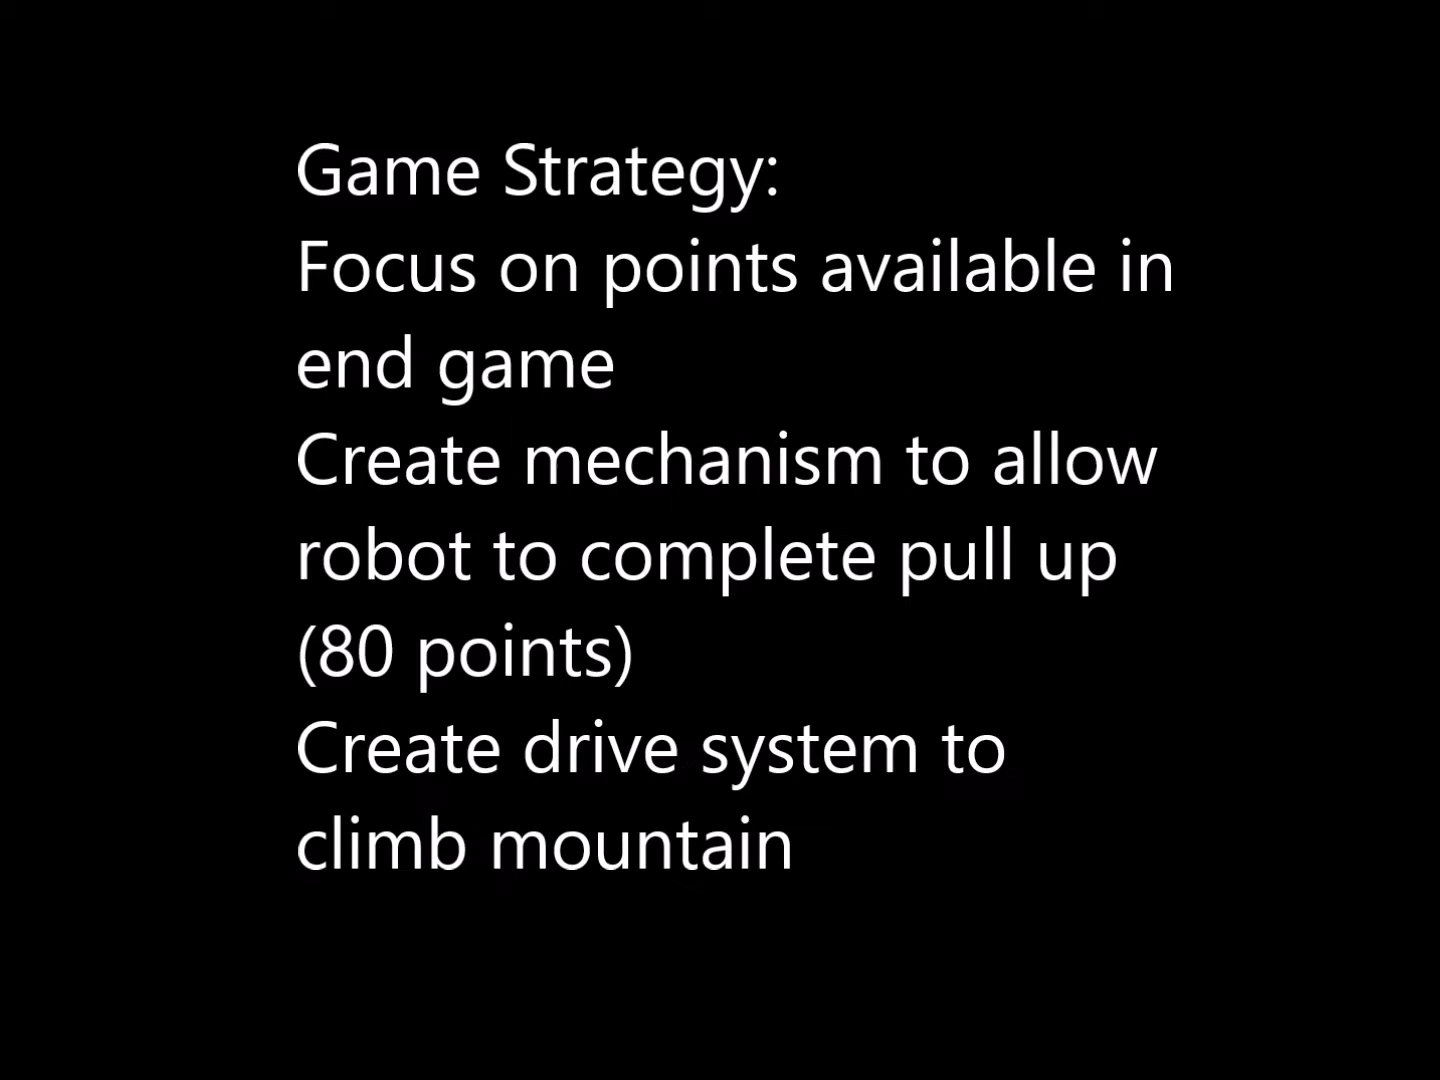 Game Strategy:
Focus on points available in
end game
Create mechanism to allow
robot to complete pull up
(80 points)
Create drive system to
climb mountain